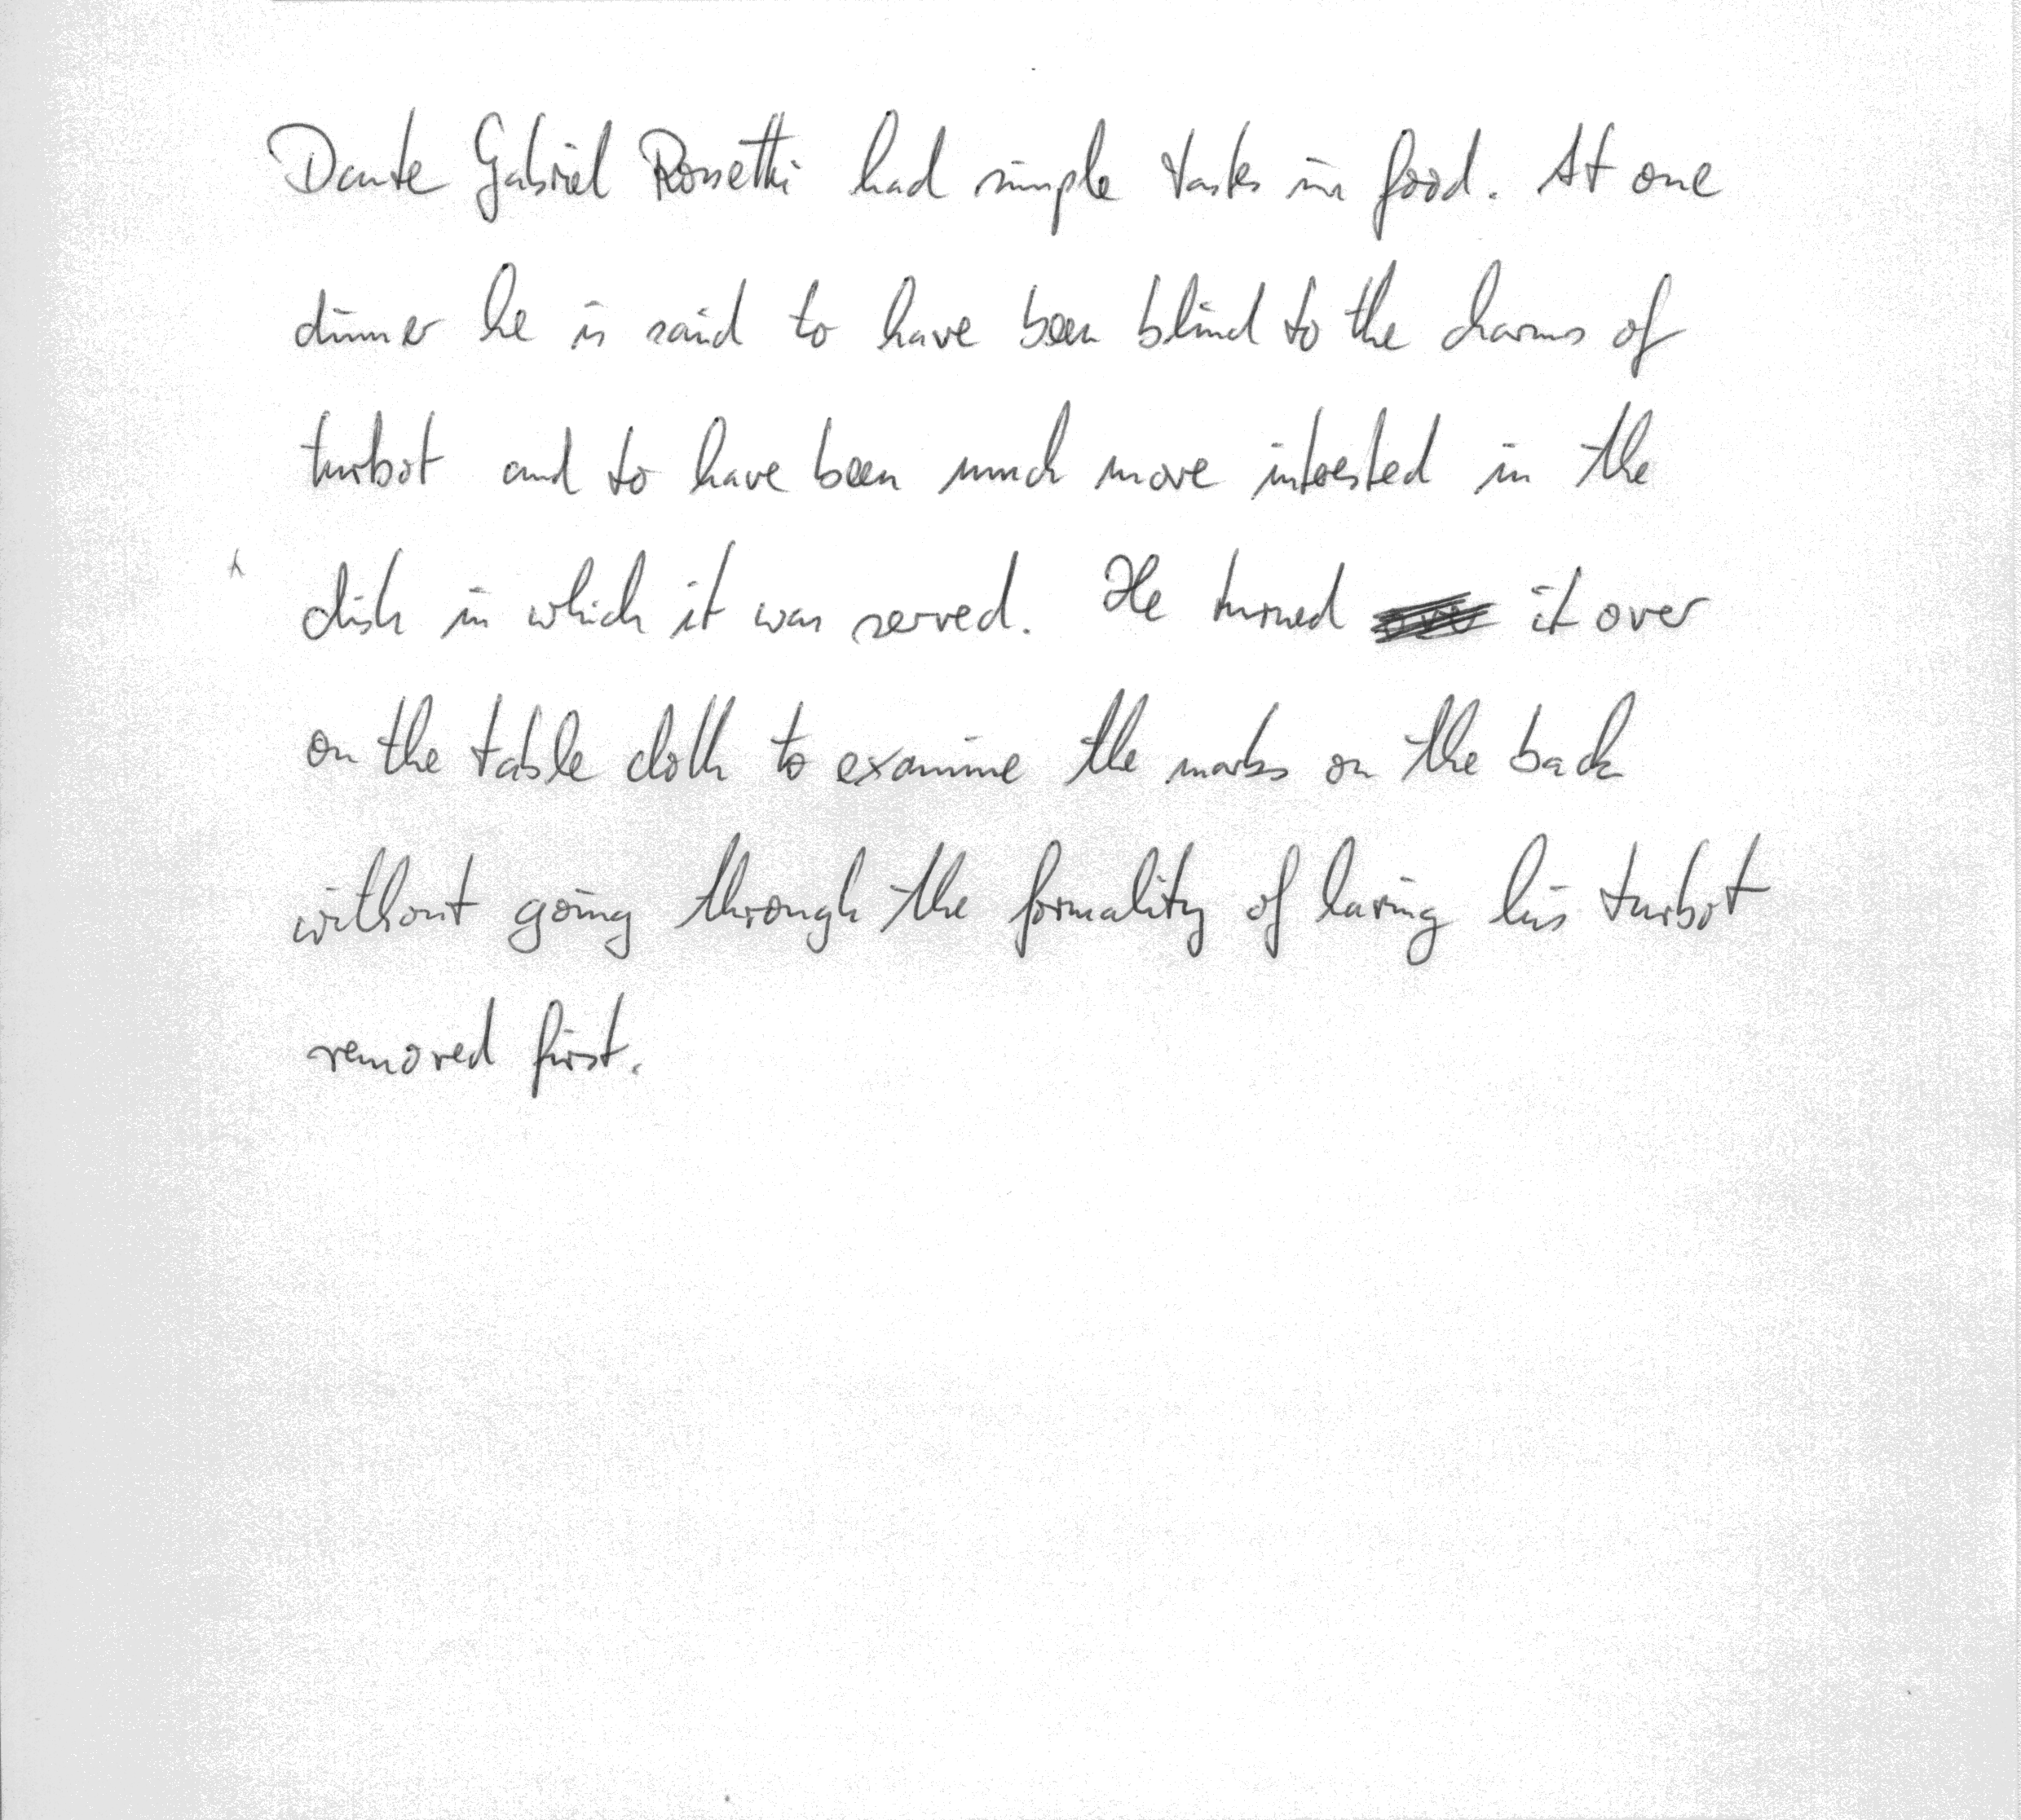 Dante Gabriel Rossetti had simple tastes in food. At one
dinner he is said to have been blind to the charms of
turbot and to have been much more interested in the
dish in which it was served. He turned it over
on the table cloth to examine the marks on the back
without going through the formality of having his turbot
removed first.